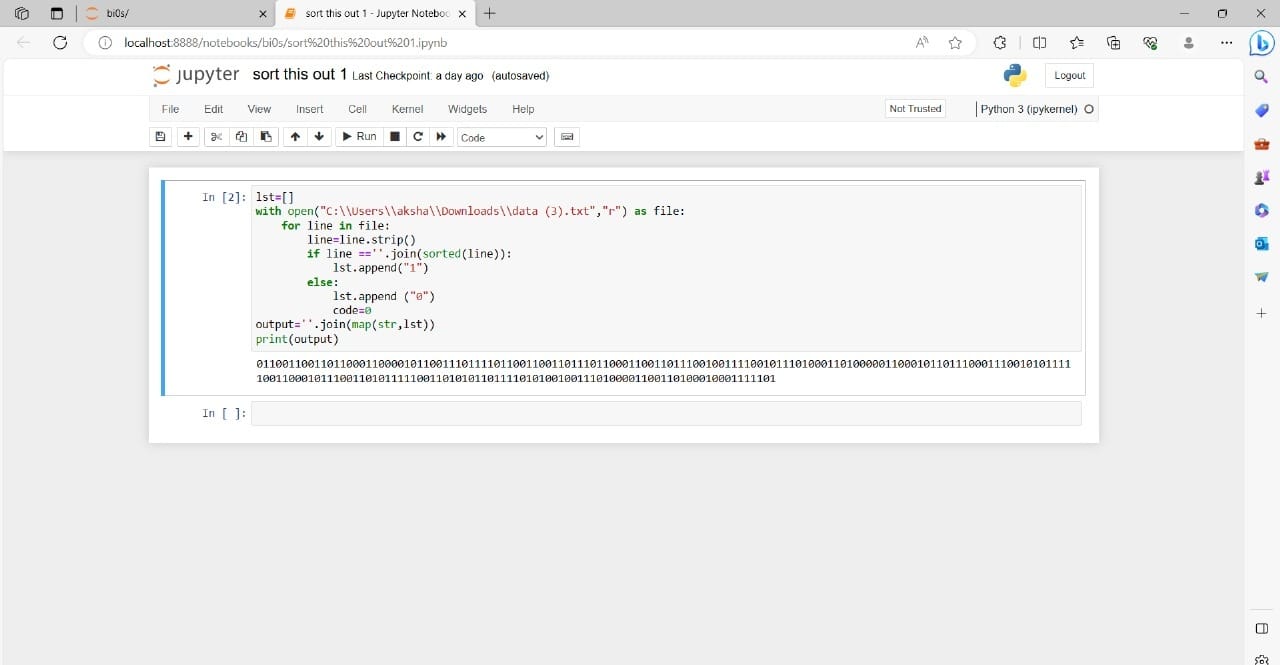 bi0s/
sort this out 1 - Jupyter Noteboo
localhost:8888/notebooks/bi0s/sort%20this%20out%201.ipynb
jupyter sort this out 1 Last Checkpoint: a day ago (autosaved)
Logout
File Edit View Insert Cell Kernel Widgets Help Not Trusted Python 3 (ipykernel)
Run Code
In [2]: lst=[]
with open("C:\\Users\\aksha\\Downloads\\data (3).txt","r") as file:
for line in file:
line=line.strip()
if line ==''.join(sorted(line)):
lst.append("1")
else:
lst.append ("0")
code=0
output=''.join(map(str,lst))
print(output)
0110011001101100011000010110011101111011001100110111011000110011011100100111100101110100011010000011000101101110001110010101111
100110001011100110101111100110101011011110101001001110100001100110100010001111101
In [ ]: